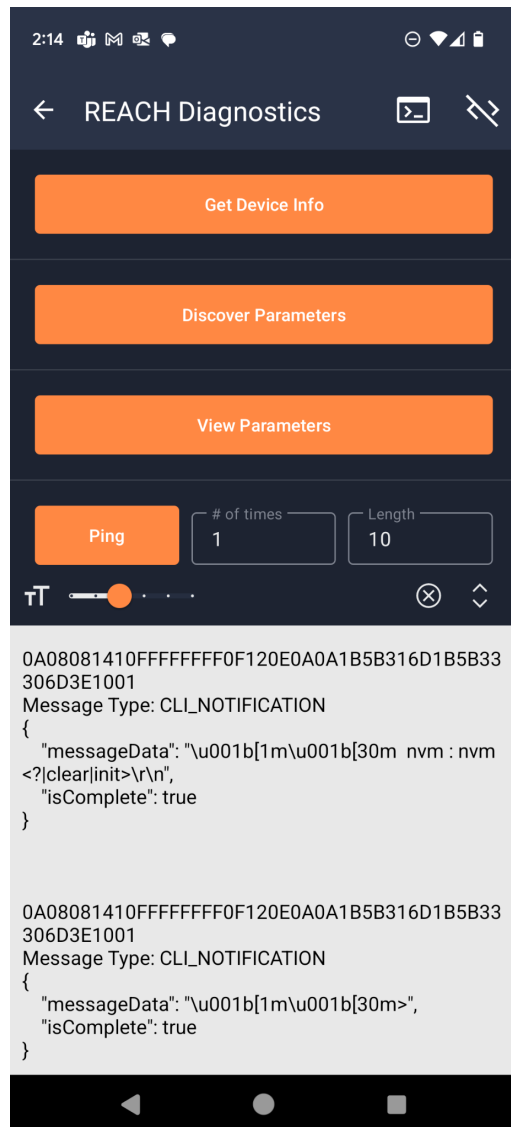 2:14
REACH Diagnostics
Get Device Info
Discover Parameters
View Parameters
Ping
# of times
1
Length
10
0A08081410FFFFFFFF0F120E0A0A1B5B316D1B5B33
306D3E1001
Message Type: CLI_NOTIFICATION
{
"messageData": "\u001b[1m\u001b[30m  nvm : nvm
<?|clear|init>\r\n",
"isComplete": true
}
0A08081410FFFFFFFF0F120E0A0A1B5B316D1B5B33
306D3E1001
Message Type: CLI_NOTIFICATION
{
"messageData": "\u001b[1m\u001b[30m>",
"isComplete": true
}